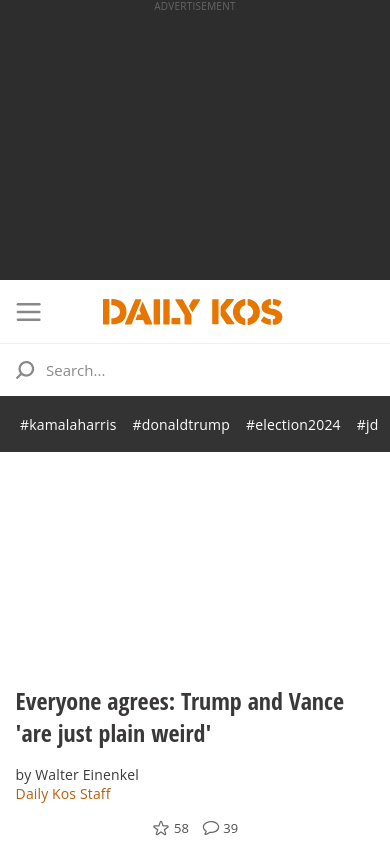 ADVERTISEMENT
DAILY KOS
Search...
#kamalaharris #donaldtrump #election2024 #jd
Everyone agrees: Trump and Vance
'are just plain weird'
by Walter Einenkel
Daily Kos Staff
58 39